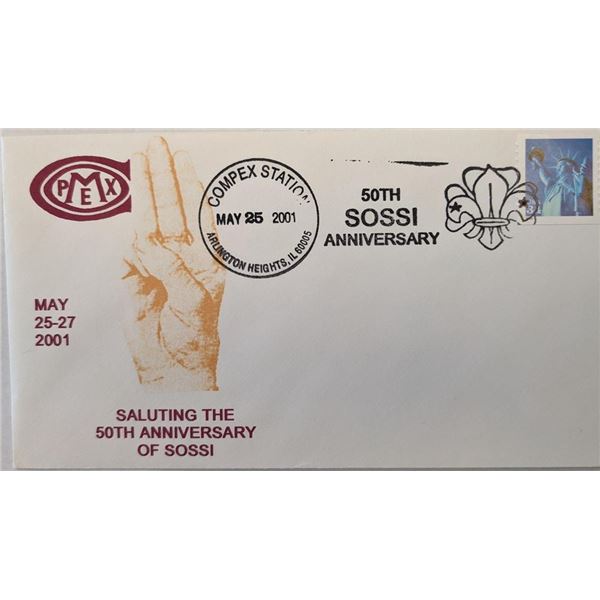 COMPEX
COMPEX STATION
MAY 25 2001
ARLINGTON HEIGHTS, IL 60005
50TH
SOSSI
ANNIVERSARY
MAY
25-27
2001
SALUTING THE
50TH ANNIVERSARY
OF SOSSI